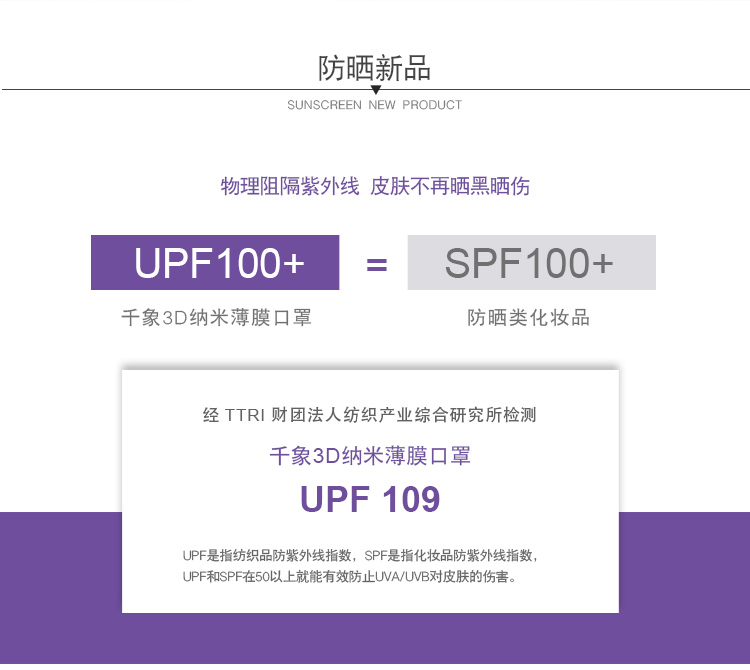 防晒新品
SUNSCREEN NEW PRODUCT
物理阻隔紫外线 皮肤不再晒黑晒伤
UPF100+ = SPF100+
千象3D纳米薄膜口罩 防晒类化妆品
经 TTRI 财团法人纺织产业综合研究所检测
千象3D纳米薄膜口罩
UPF 109
UPF是指纺织品防紫外线指数，SPF是指化妆品防紫外线指数，
UPF和SPF在50以上就能有效防止UVA/UVB对皮肤的伤害。